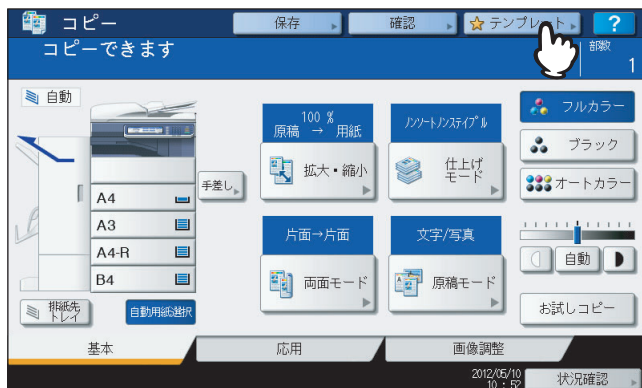 コピー
保存
確認
テンプレート
?
コピーできます
部数
1
自動
100 %
原稿 → 用紙
拡大・縮小
ノンソートノンステイプル
仕上げ
モード
フルカラー
ブラック
オートカラー
手差し
A4
A3
A4-R
B4
片面→片面
両面モード
文字/写真
原稿モード
自動
お試しコピー
排紙先
トレイ
自動用紙選択
基本
応用
画像調整
2012/05/10
10 : 52
状況確認